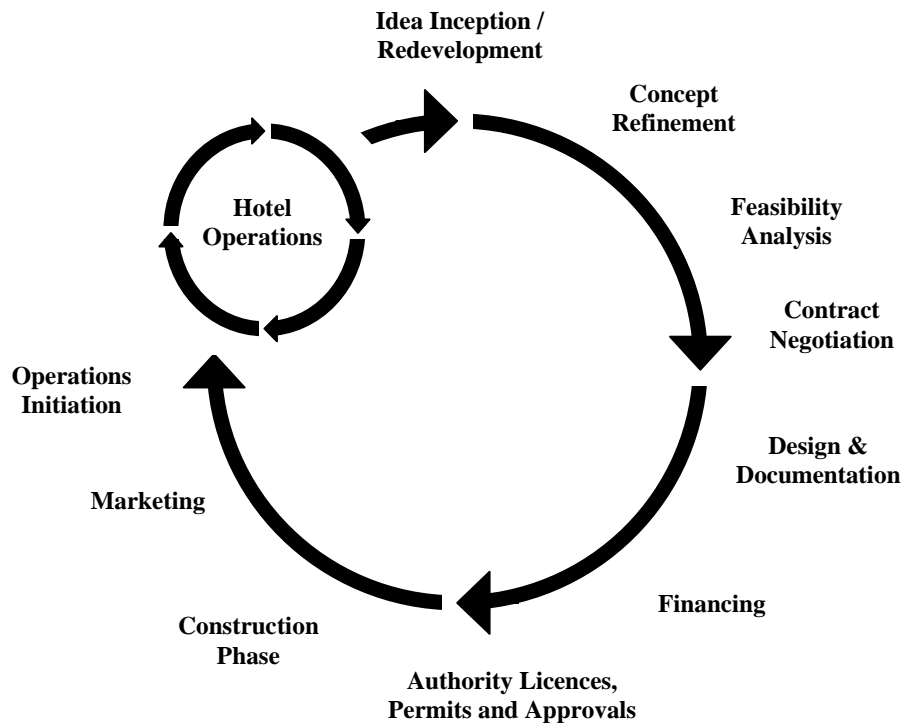 Idea Inception /
Redevelopment
Concept
Refinement
Feasibility
Analysis
Contract
Negotiation
Design &
Documentation
Financing
Authority Licences,
Permits and Approvals
Construction
Phase
Marketing
Operations
Initiation
Hotel
Operations